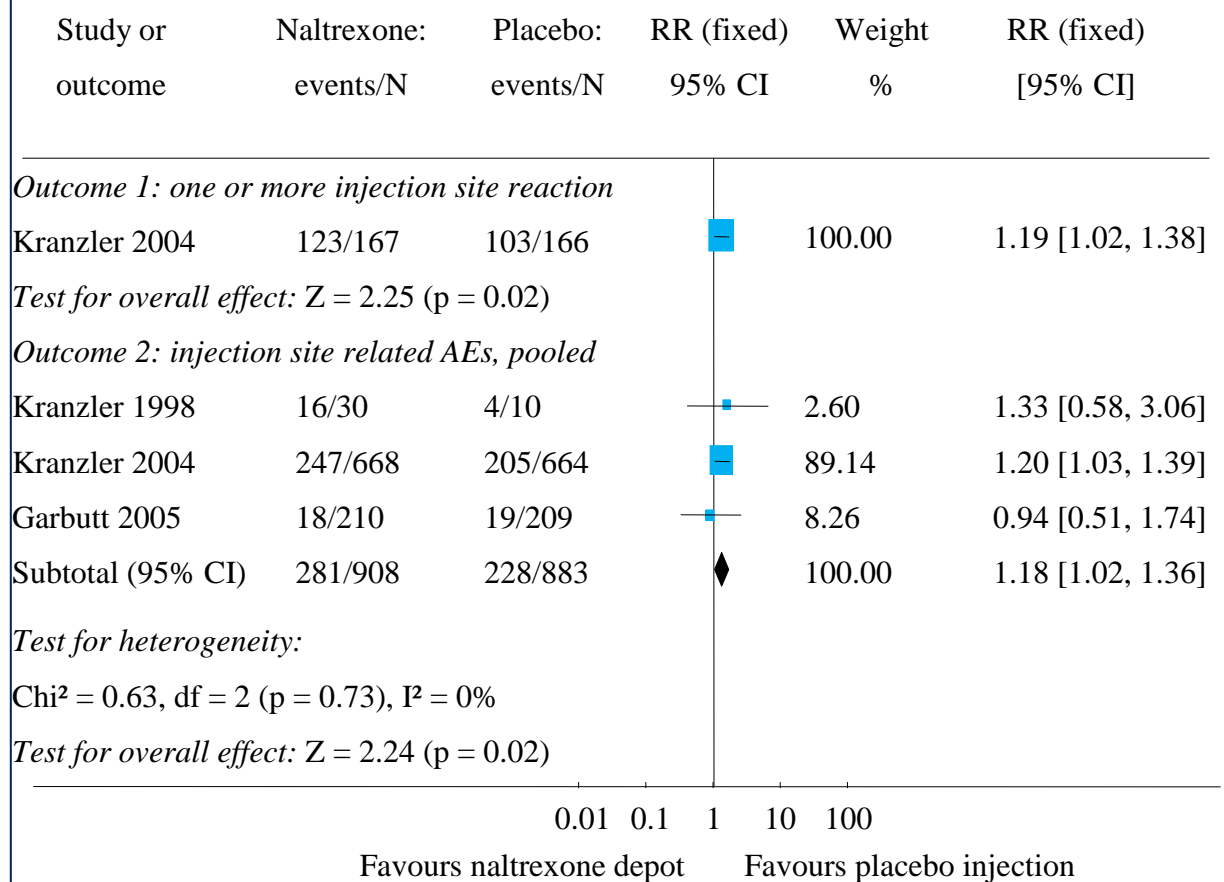 Study or Naltrexone: Placebo: RR (fixed) Weight RR (fixed)
outcome events/N events/N 95% CI % [95% CI]
Outcome 1: one or more injection site reaction
Kranzler 2004 123/167 103/166 100.00 1.19 [1.02, 1.38]
Test for overall effect: Z = 2.25 (p = 0.02)
Outcome 2: injection site related AEs, pooled
Kranzler 1998 16/30 4/10 2.60 1.33 [0.58, 3.06]
Kranzler 2004 247/668 205/664 89.14 1.20 [1.03, 1.39]
Garbutt 2005 18/210 19/209 8.26 0.94 [0.51, 1.74]
Subtotal (95% CI) 281/908 228/883 100.00 1.18 [1.02, 1.36]
Test for heterogeneity:
Chi² = 0.63, df = 2 (p = 0.73), I² = 0%
Test for overall effect: Z = 2.24 (p = 0.02)
0.01 0.1 1 10 100
Favours naltrexone depot Favours placebo injection